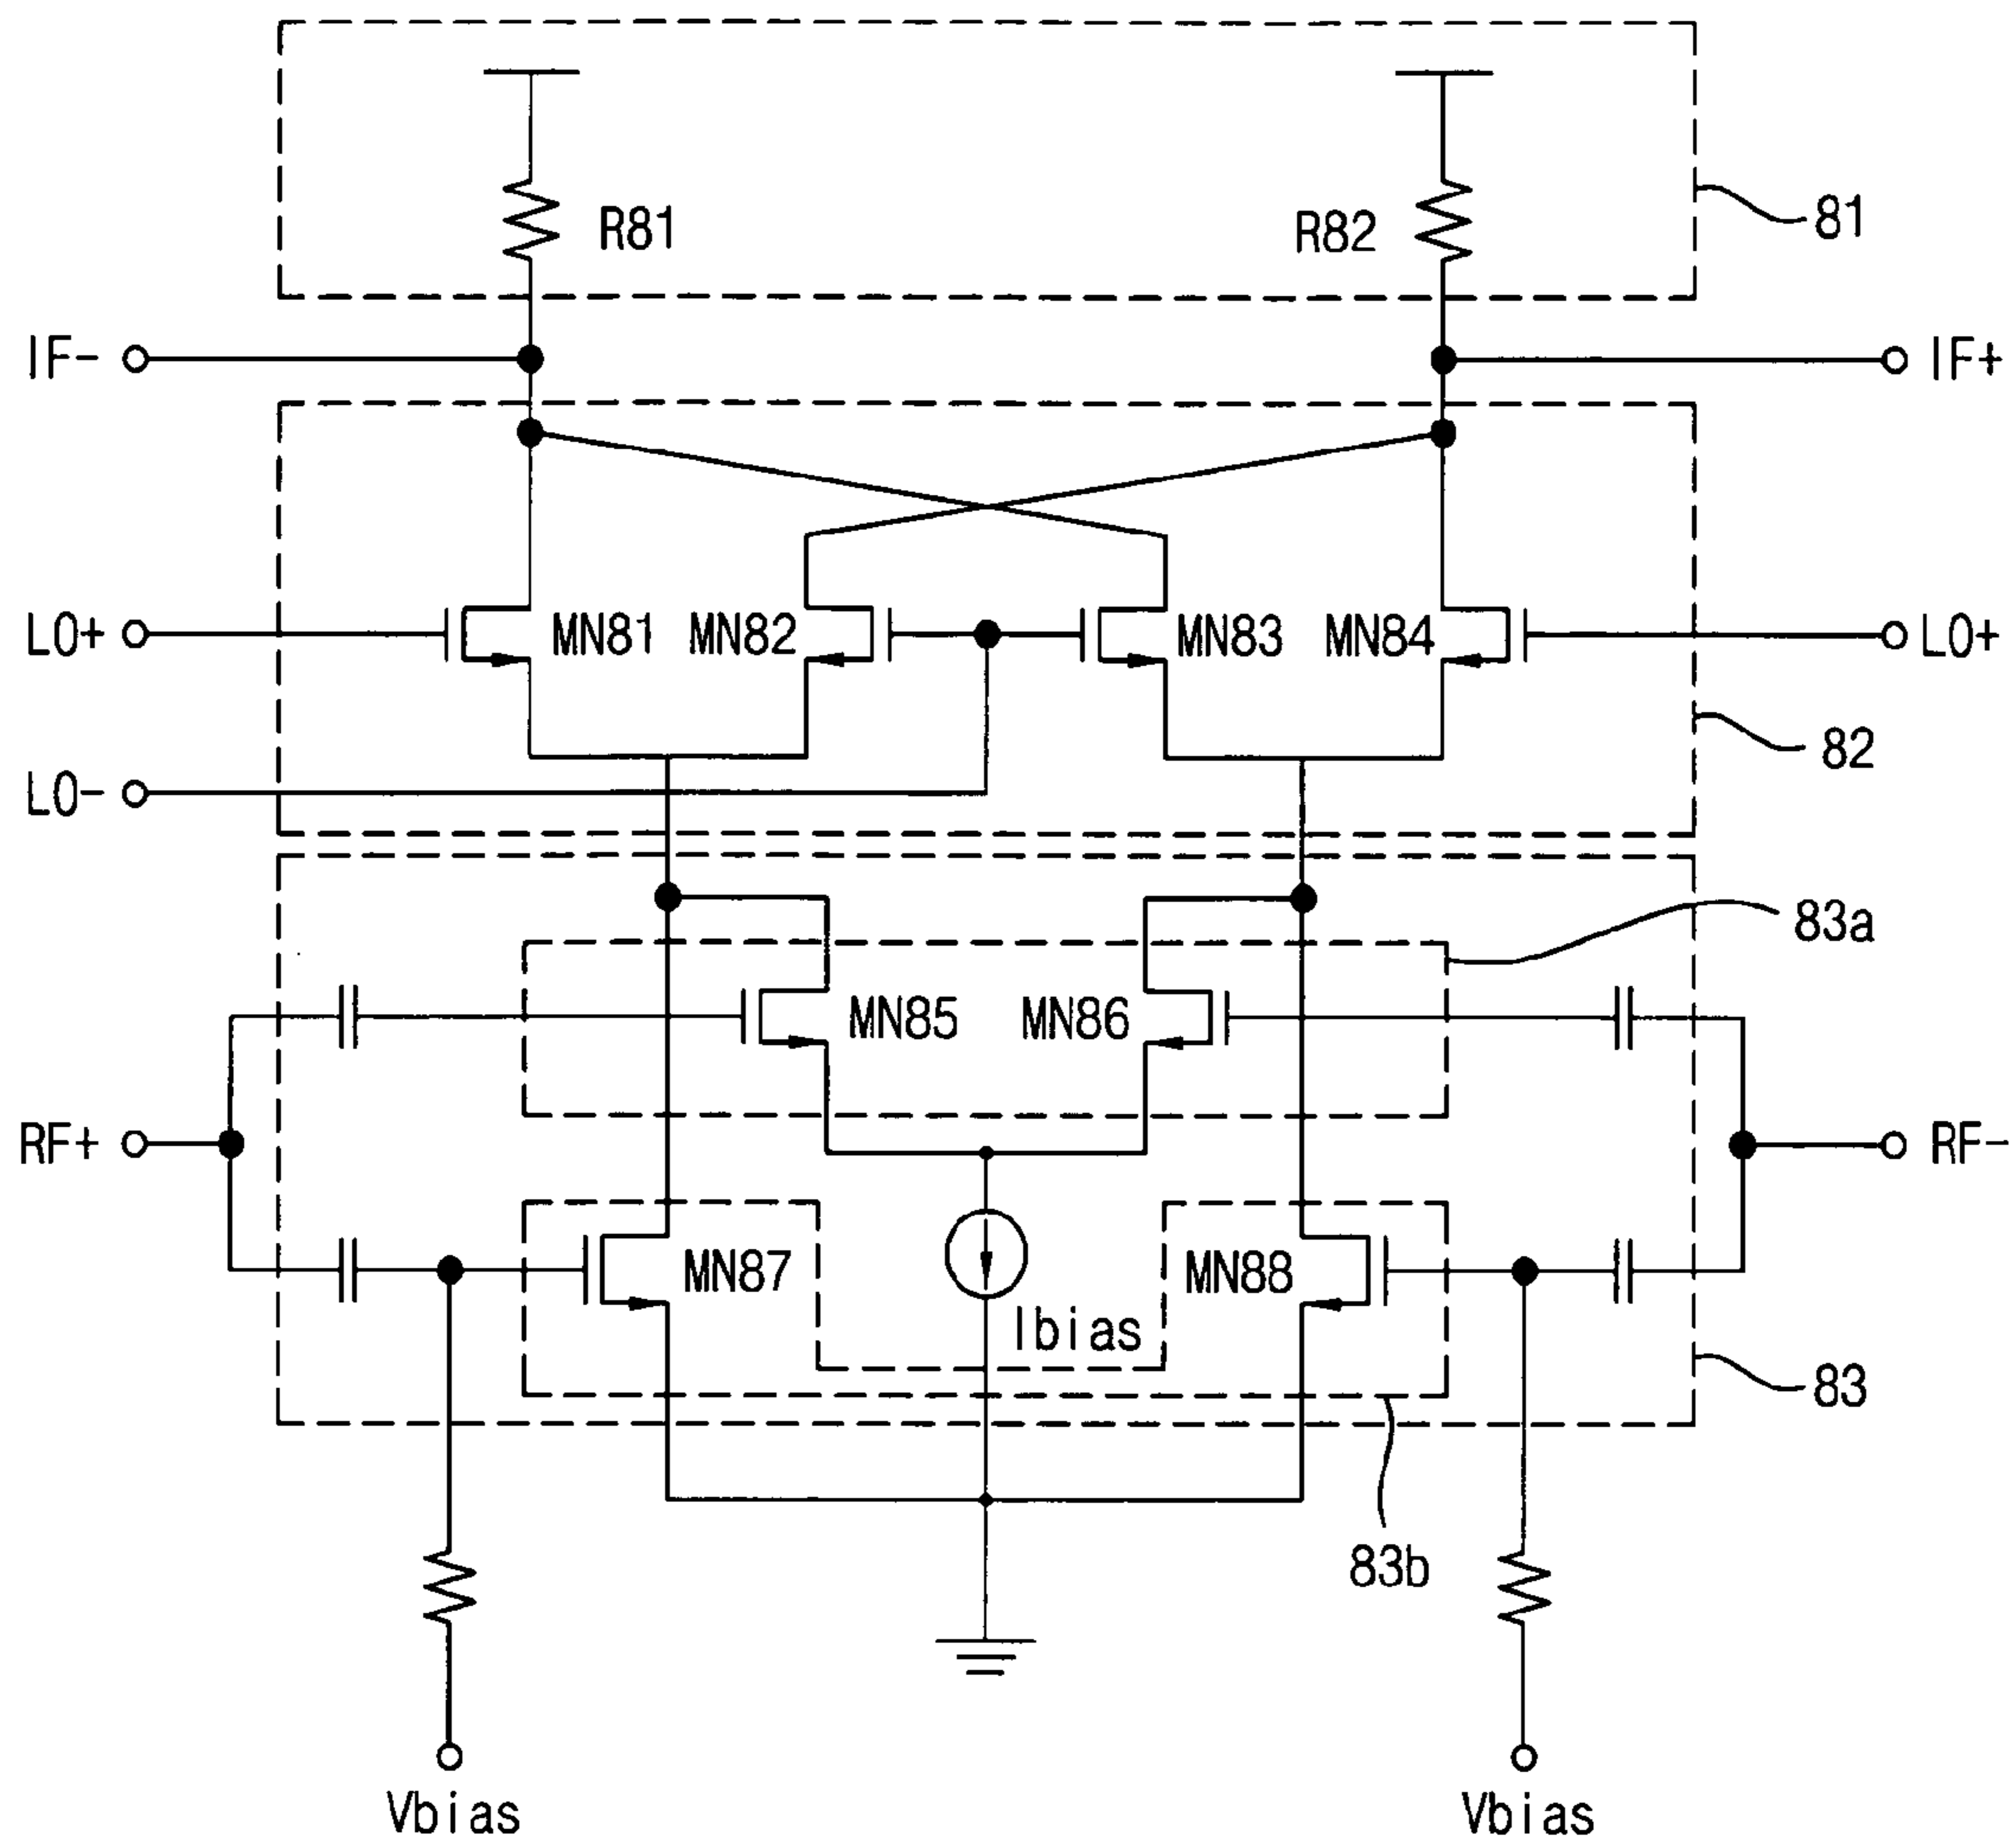 R81
R82
81
IF-
IF+
LO+
MN81
MN82
MN83
MN84
LO+
82
LO-
83a
MN85
MN86
RF+
RF-
MN87
MN88
Ibias
83
83b
Vbias
Vbias